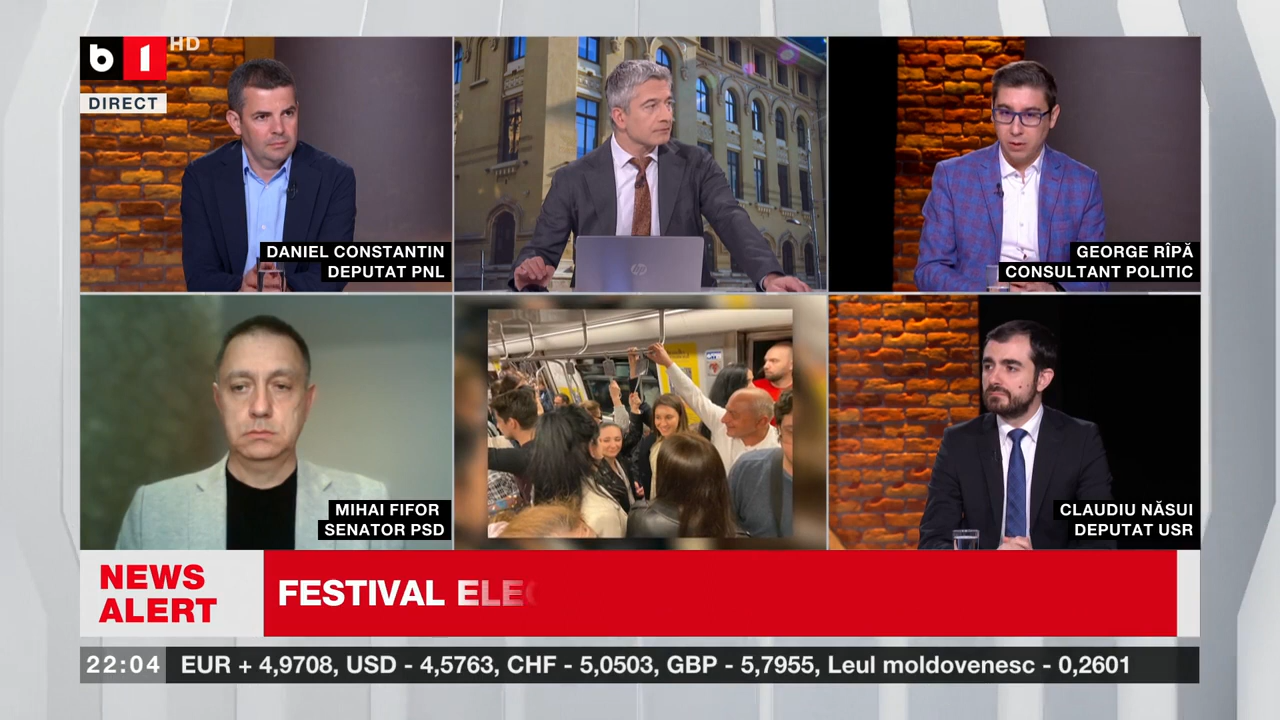 b1
HD
DIRECT
DANIEL CONSTANTIN
DEPUTAT PNL
hp
GEORGE RÎPĂ
CONSULTANT POLITIC
MIHAI FIFOR
SENATOR PSD
CLAUDIU NĂSUI
DEPUTAT USR
NEWS
ALERT
FESTIVAL ELEC
22:04 EUR + 4,9708, USD - 4,5763, CHF - 5,0503, GBP - 5,7955, Leul moldovenesc - 0,2601